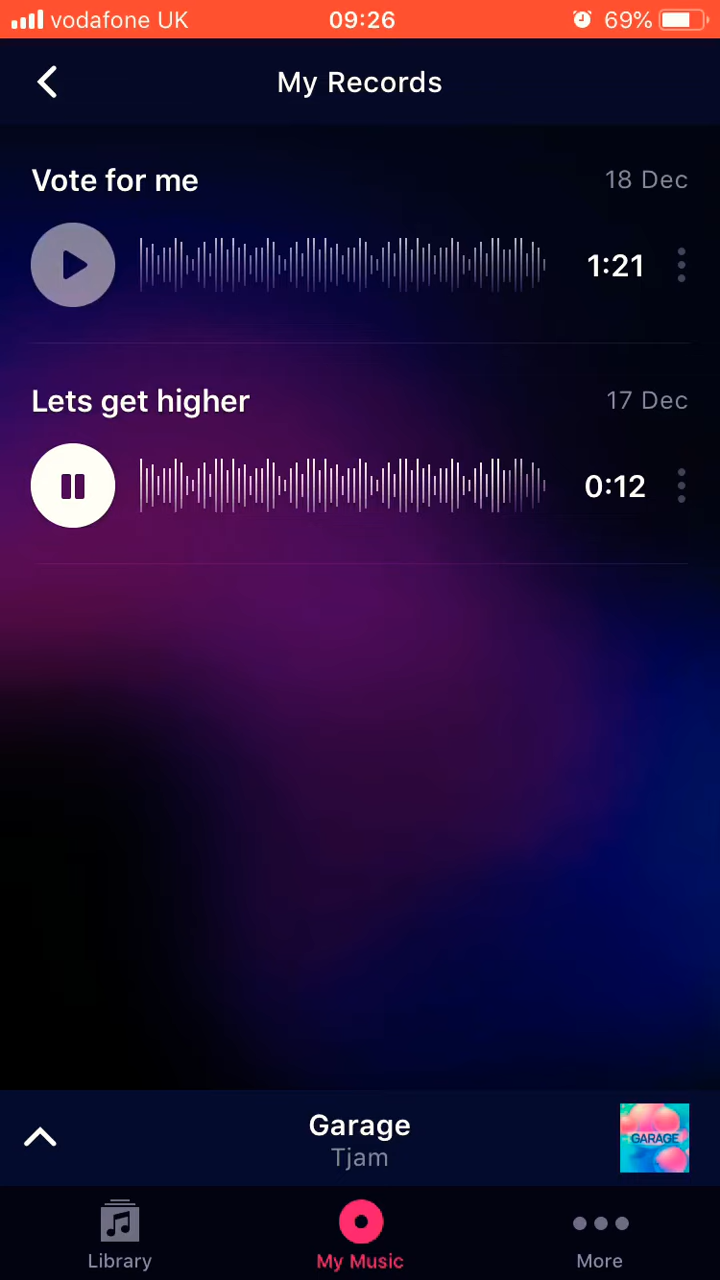 vodafone UK 09:26 69%
My Records
Vote for me 18 Dec
1:21
Lets get higher 17 Dec
0:12
Garage
Tjam
GARAGE
Library My Music More